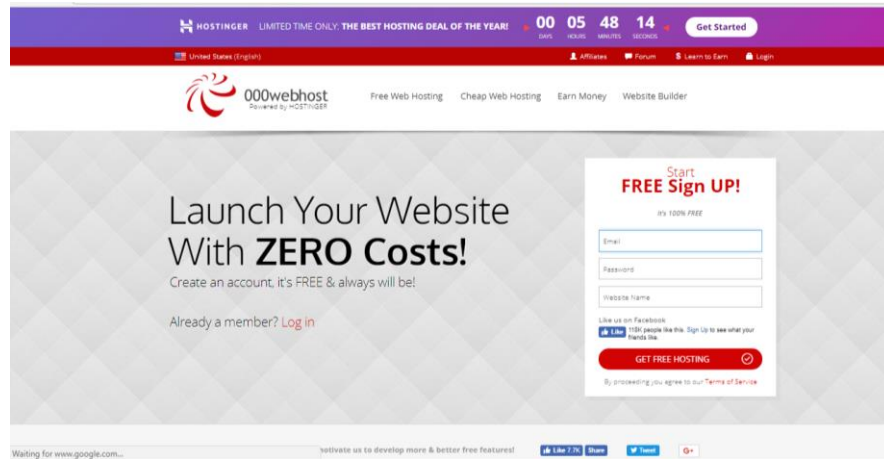 HOSTINGER LIMITED TIME ONLY: THE BEST HOSTING DEAL OF THE YEAR! 00 05 48 14 Get Started
DAYS HOURS MINUTES SECONDS
United States (English) Affiliates Forum $ Learn to Earn Login
000webhost Free Web Hosting Cheap Web Hosting Earn Money Website Builder
Powered by HOSTINGER
Launch Your Website
With ZERO Costs!
Create an account, it's FREE & always will be!
Already a member? Log in
Start
FREE Sign UP!
It's 100% FREE
Email
Password
Website Name
Like us on Facebook
Like 118K people like this. Sign Up to see what your
friends like.
GET FREE HOSTING
By proceeding you agree to our Terms of Service
Waiting for www.google.com... motivate us to develop more & better free features! Like 7.7K Share Tweet G+